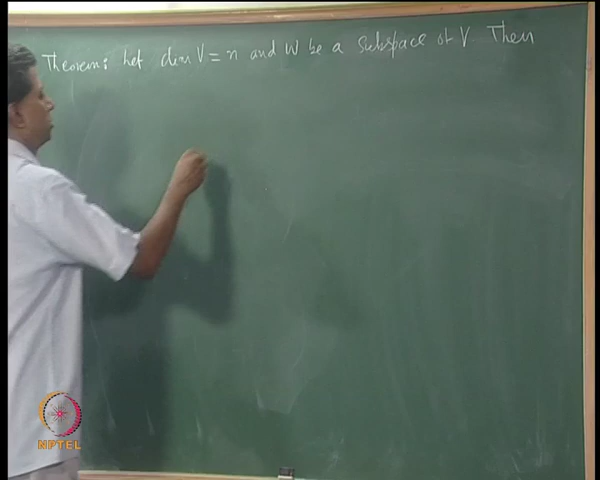 Theorem: Let dim V = n and W be a subspace of V Then
NPTEL